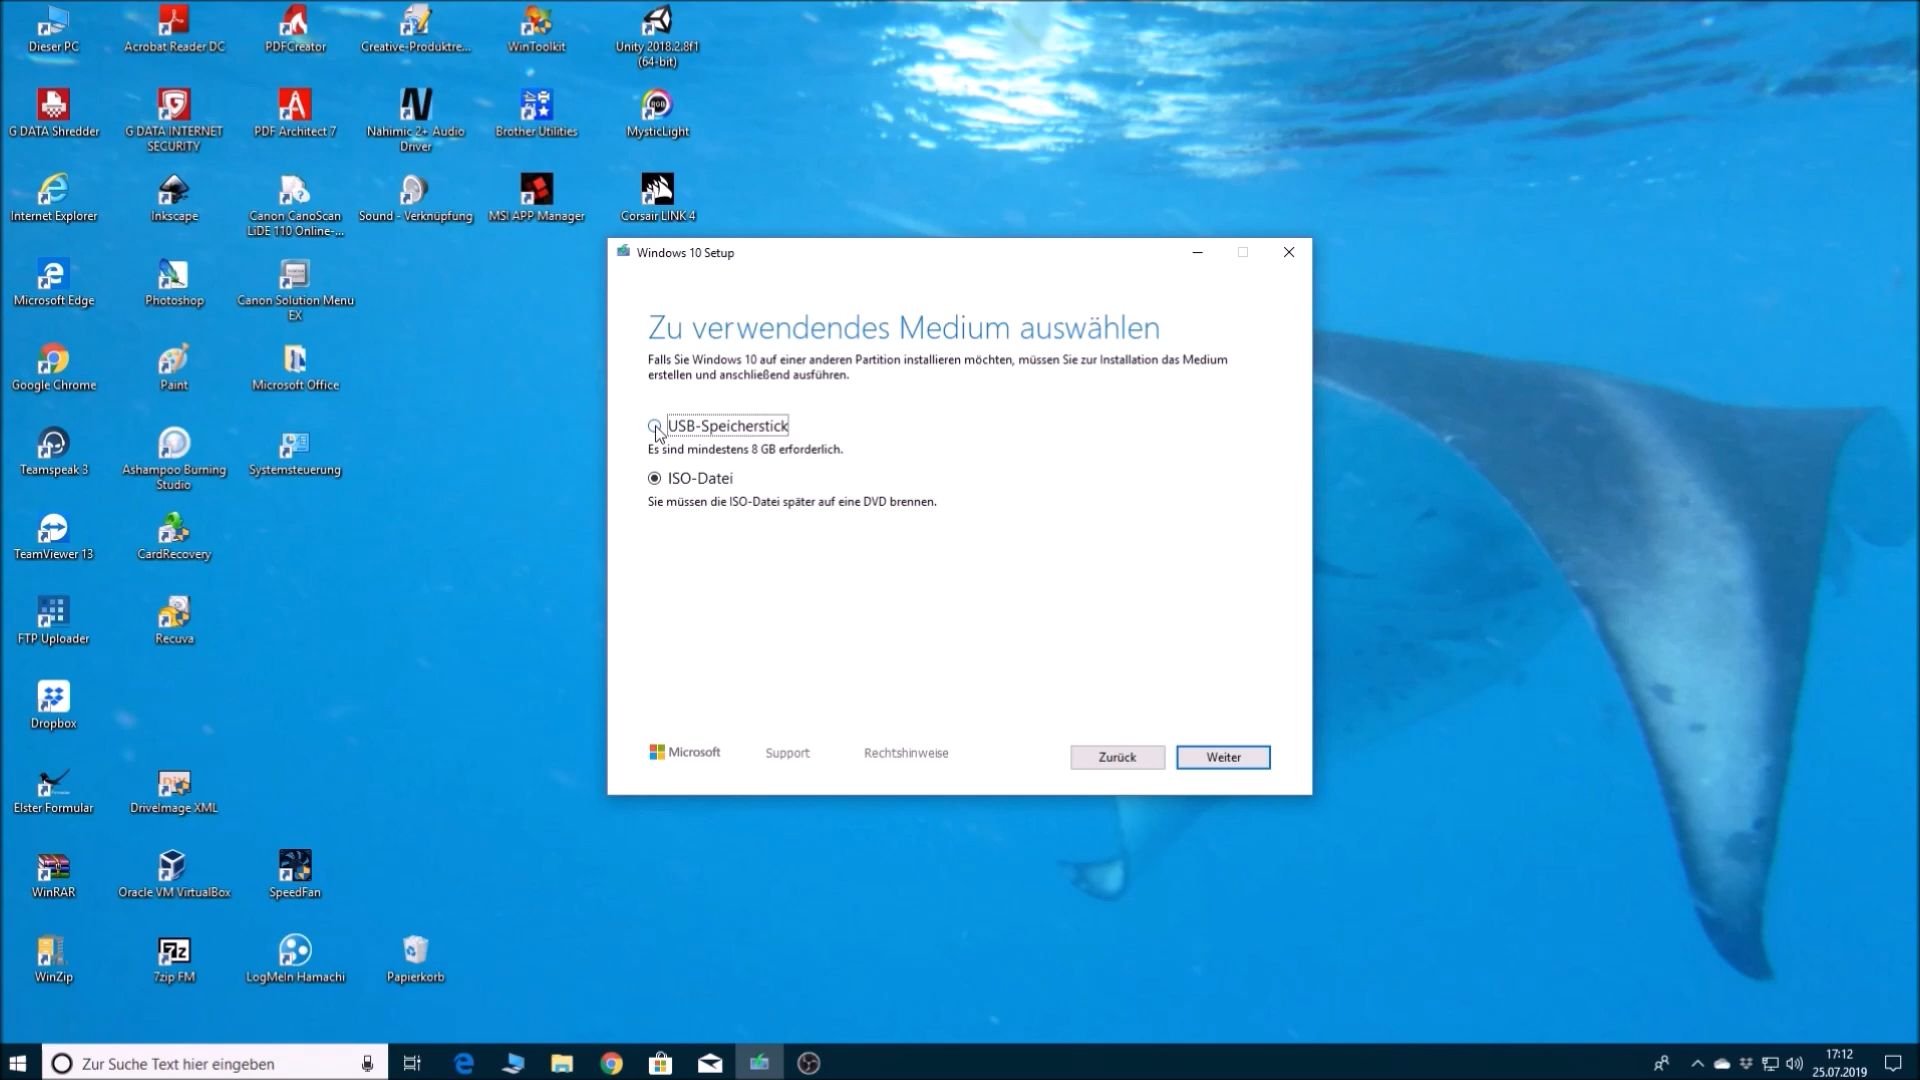 Dieser PC
Acrobat Reader DC
PDFCreator
Creative-Produktre...
WinToolkit
Unity 2018.2.8f1
(64-bit)
G DATA Shredder
G DATA INTERNET
SECURITY
PDF Architect 7
Nahimic 2+ Audio
Driver
Brother Utilities
RGB
MysticLight
Internet Explorer
Inkscape
Canon CanoScan
LiDE 110 Online-...
Sound - Verknüpfung
MSI APP Manager
Corsair LINK 4
Microsoft Edge
Photoshop
Canon Solution Menu
EX
Google Chrome
Paint
Microsoft Office
Teamspeak 3
Ashampoo Burning
Studio
Systemsteuerung
TeamViewer 13
CardRecovery
FTP Uploader
Recuva
Dropbox
Elster Formular
DriveImage XML
WinRAR
Oracle VM VirtualBox
SpeedFan
WinZip
7z
7zip FM
LogMeIn Hamachi
Papierkorb
Windows 10 Setup
Zu verwendendes Medium auswählen
Falls Sie Windows 10 auf einer anderen Partition installieren möchten, müssen Sie zur Installation das Medium
erstellen und anschließend ausführen.
USB-Speicherstick
Es sind mindestens 8 GB erforderlich.
ISO-Datei
Sie müssen die ISO-Datei später auf eine DVD brennen.
Microsoft
Support
Rechtshinweise
Zurück
Weiter
Zur Suche Text hier eingeben
17:12
25.07.2019